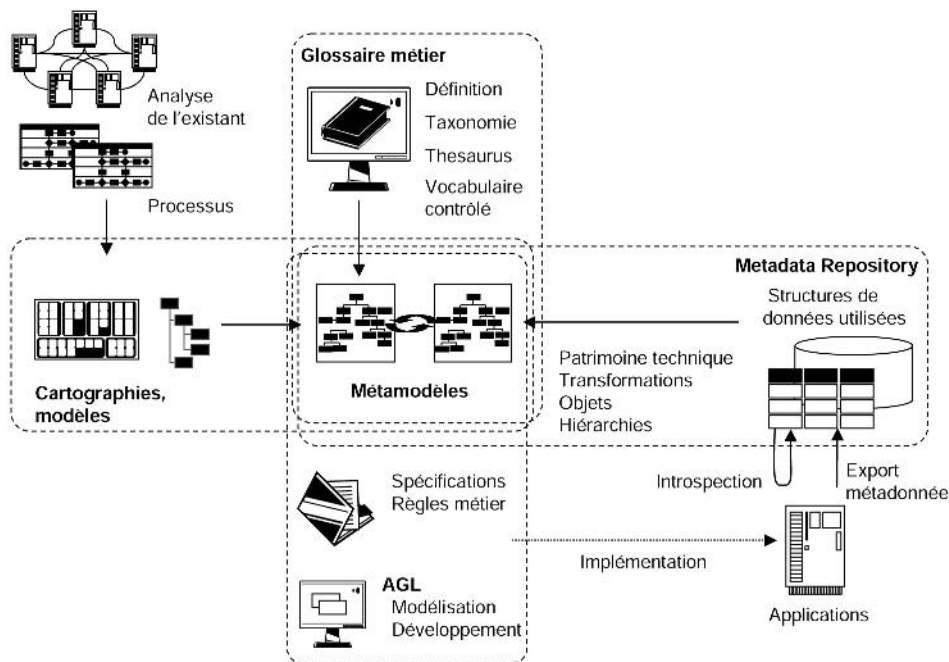 Analyse
de l'existant
Processus
Glossaire métier
Définition
Taxonomie
Thesaurus
Vocabulaire
contrôlé
Cartographies,
modèles
Métamodèles
Metadata Repository
Structures de
données utilisées
Patrimoine technique
Transformations
Objets
Hiérarchies
Introspection
Export
métadonnée
Spécifications
Règles métier
Implémentation
Applications
AGL
Modélisation
Développement